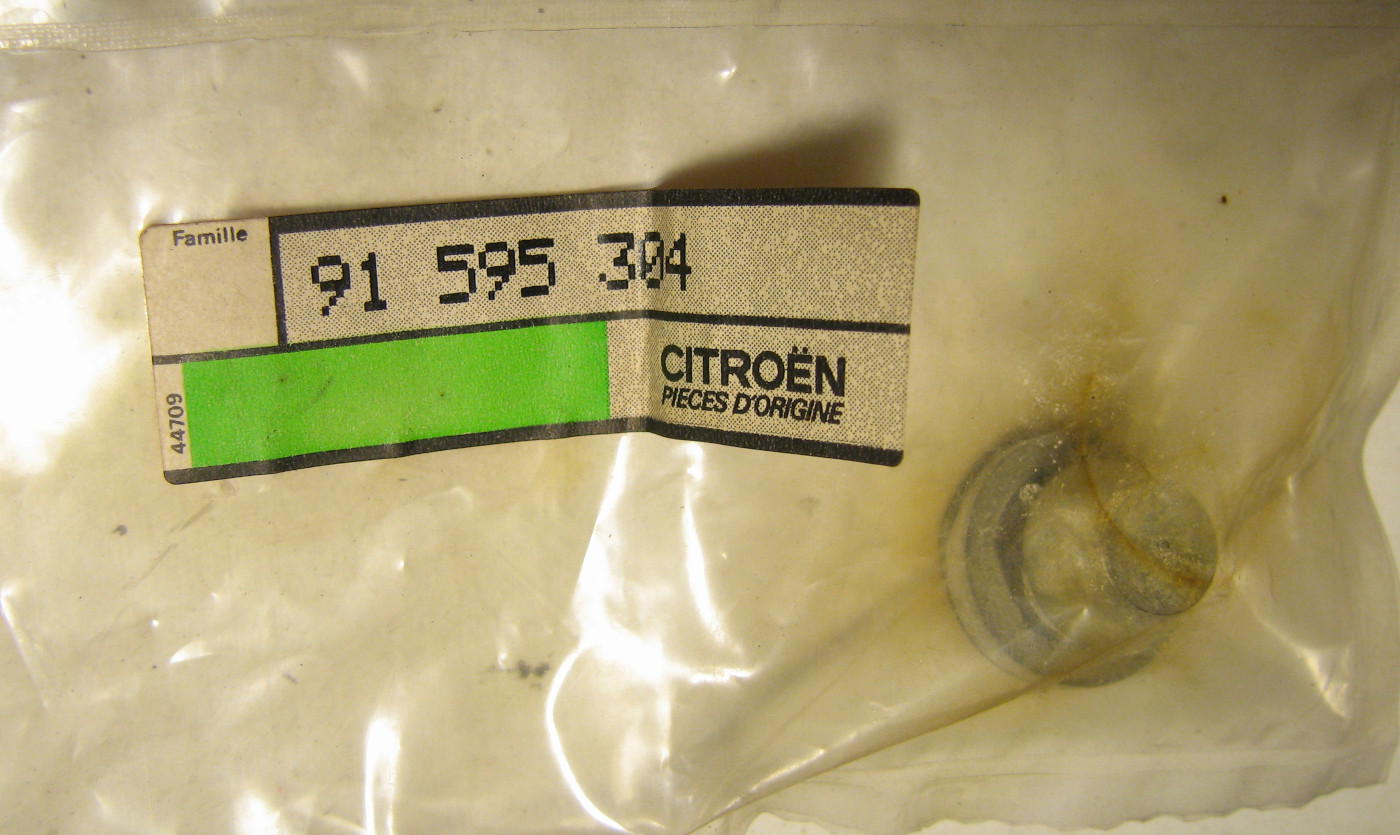 Famille
91 595 304
44709
CITROËN
PIECES D'ORIGINE